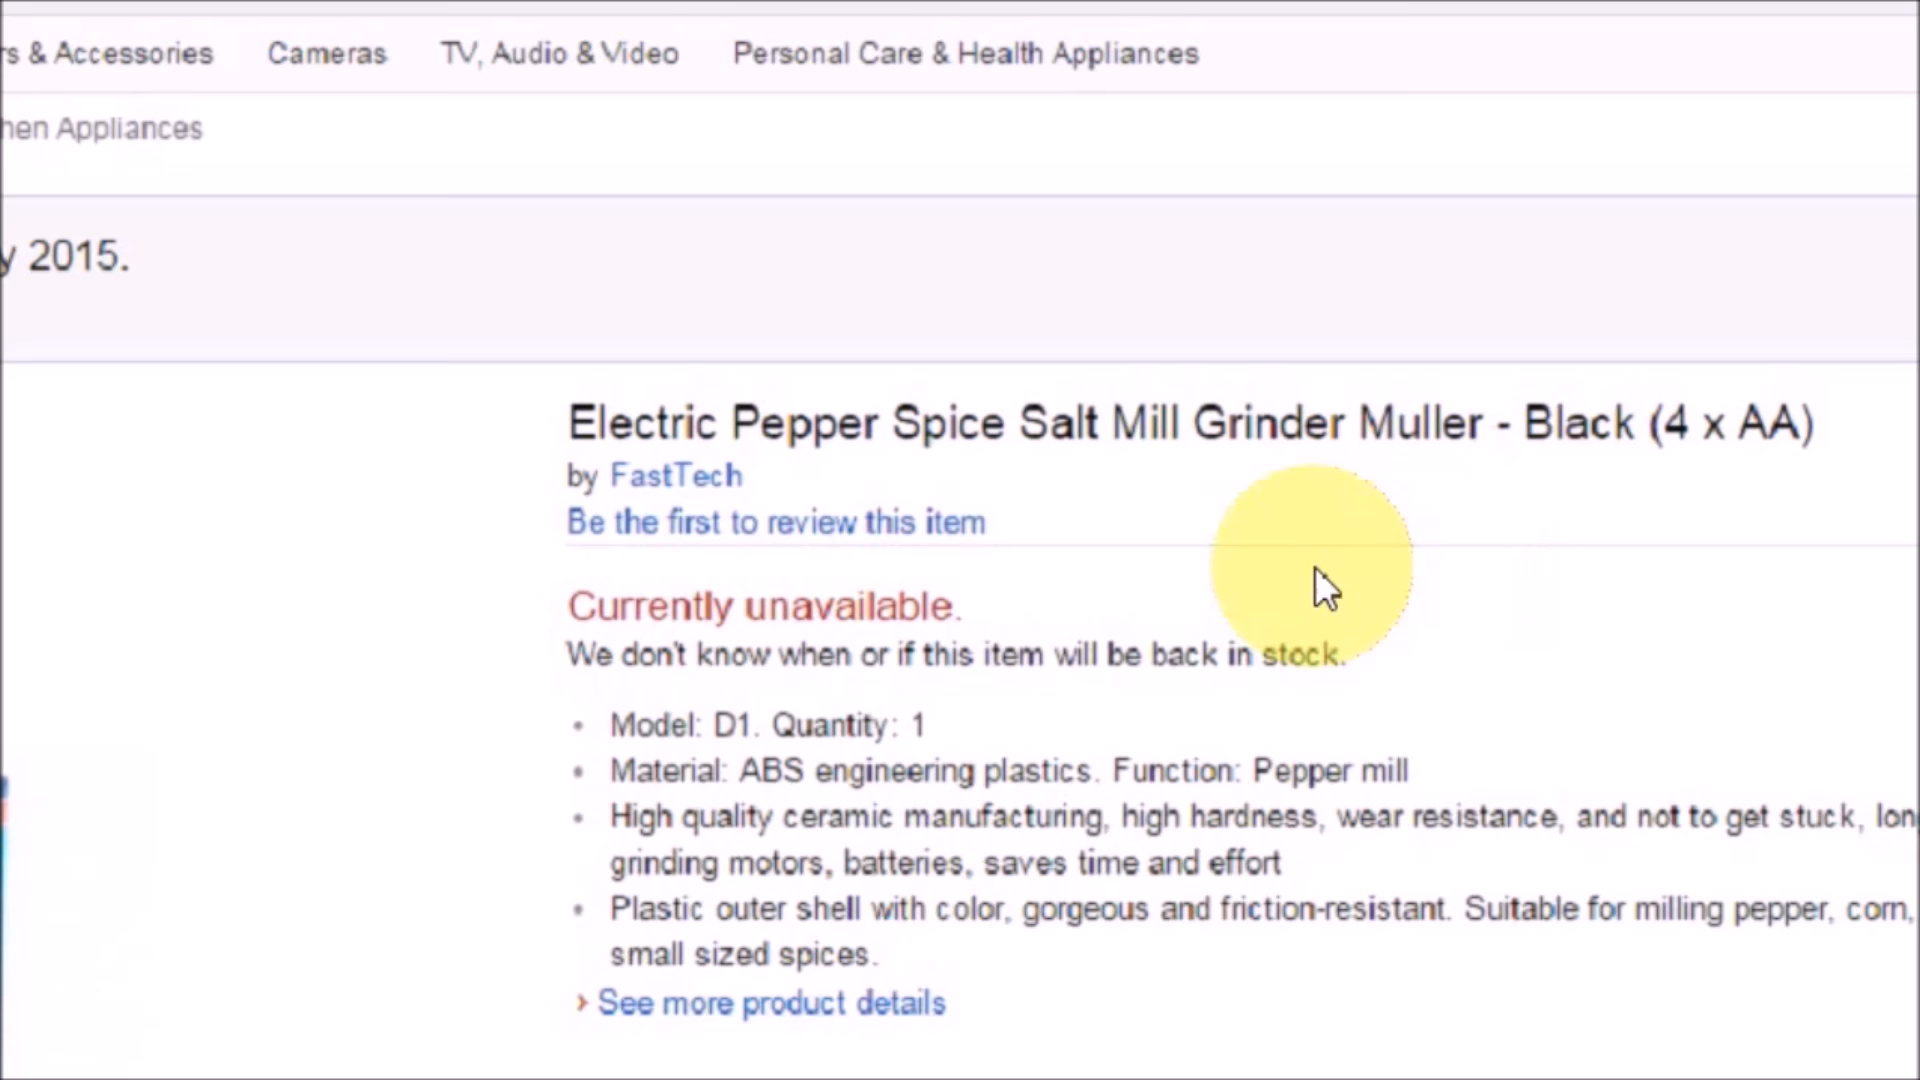 & Accessories Cameras TV, Audio & Video Personal Care & Health Appliances
Appliances
2015.
Electric Pepper Spice Salt Mill Grinder Muller - Black (4 x AA)
by FastTech
Be the first to review this item
Currently unavailable.
We don't know when or if this item will be back in stock.
• Model: D1. Quantity: 1
• Material: ABS engineering plastics. Function: Pepper mill
• High quality ceramic manufacturing, high hardness, wear resistance, and not to get stuck,
grinding motors, batteries, saves time and effort
• Plastic outer shell with color, gorgeous and friction-resistant. Suitable for milling pepper, corn,
small sized spices.
› See more product details